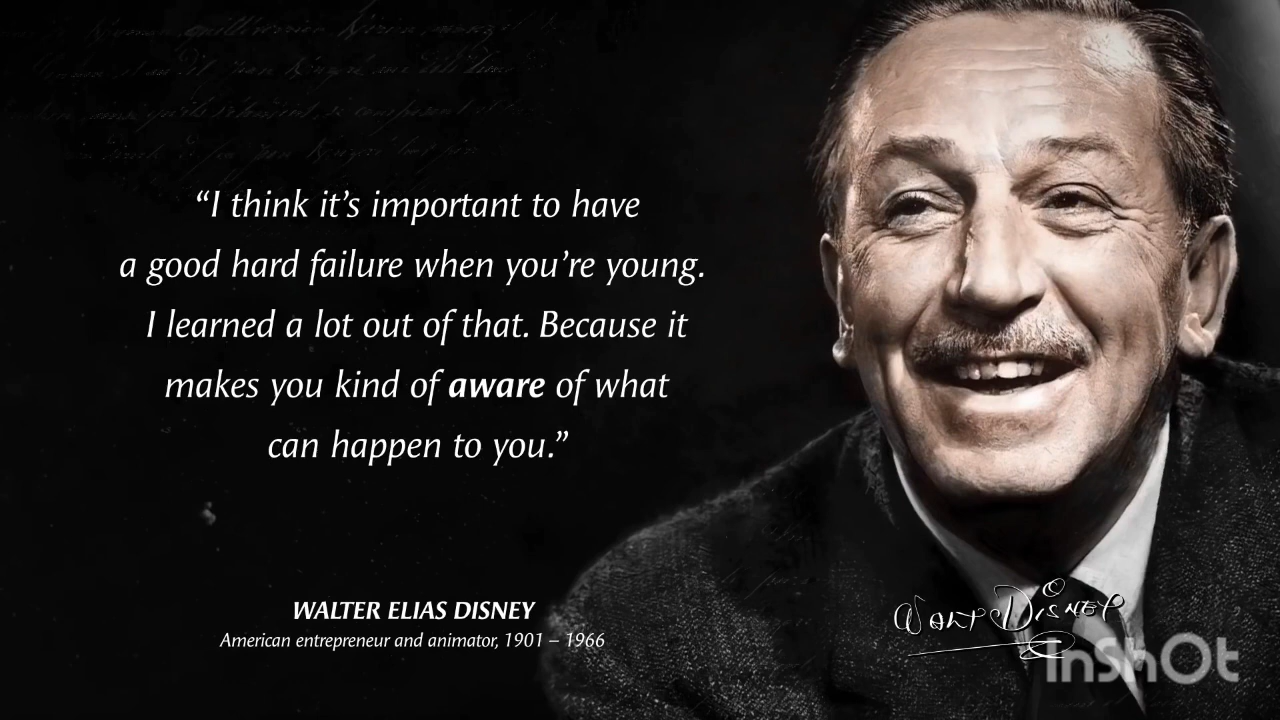 “I think it’s important to have
a good hard failure when you’re young.
I learned a lot out of that. Because it
makes you kind of aware of what
can happen to you.”
WALTER ELIAS DISNEY
American entrepreneur and animator, 1901 – 1966
WALT DISNEY
InShOt